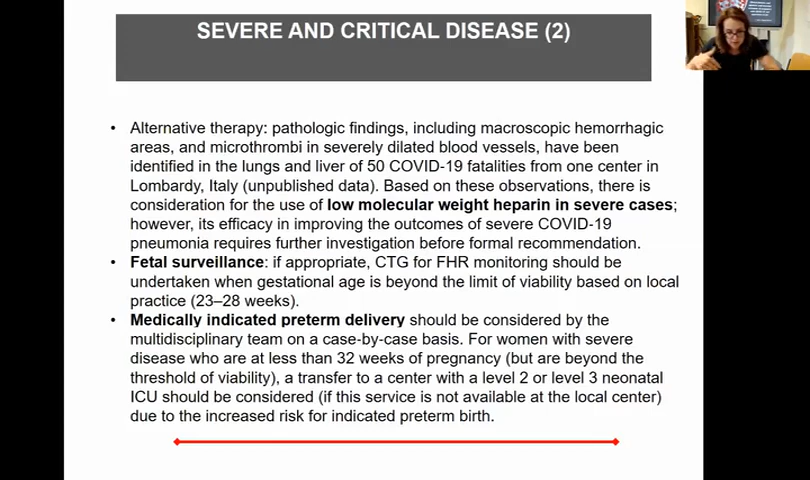 SEVERE AND CRITICAL DISEASE (2)
• Alternative therapy: pathologic findings, including macroscopic hemorrhagic
areas, and microthrombi in severely dilated blood vessels, have been
identified in the lungs and liver of 50 COVID-19 fatalities from one center in
Lombardy, Italy (unpublished data). Based on these observations, there is
consideration for the use of low molecular weight heparin in severe cases;
however, its efficacy in improving the outcomes of severe COVID-19
pneumonia requires further investigation before formal recommendation.
• Fetal surveillance: if appropriate, CTG for FHR monitoring should be
undertaken when gestational age is beyond the limit of viability based on local
practice (23–28 weeks).
• Medically indicated preterm delivery should be considered by the
multidisciplinary team on a case-by-case basis. For women with severe
disease who are at less than 32 weeks of pregnancy (but are beyond the
threshold of viability), a transfer to a center with a level 2 or level 3 neonatal
ICU should be considered (if this service is not available at the local center)
due to the increased risk for indicated preterm birth.